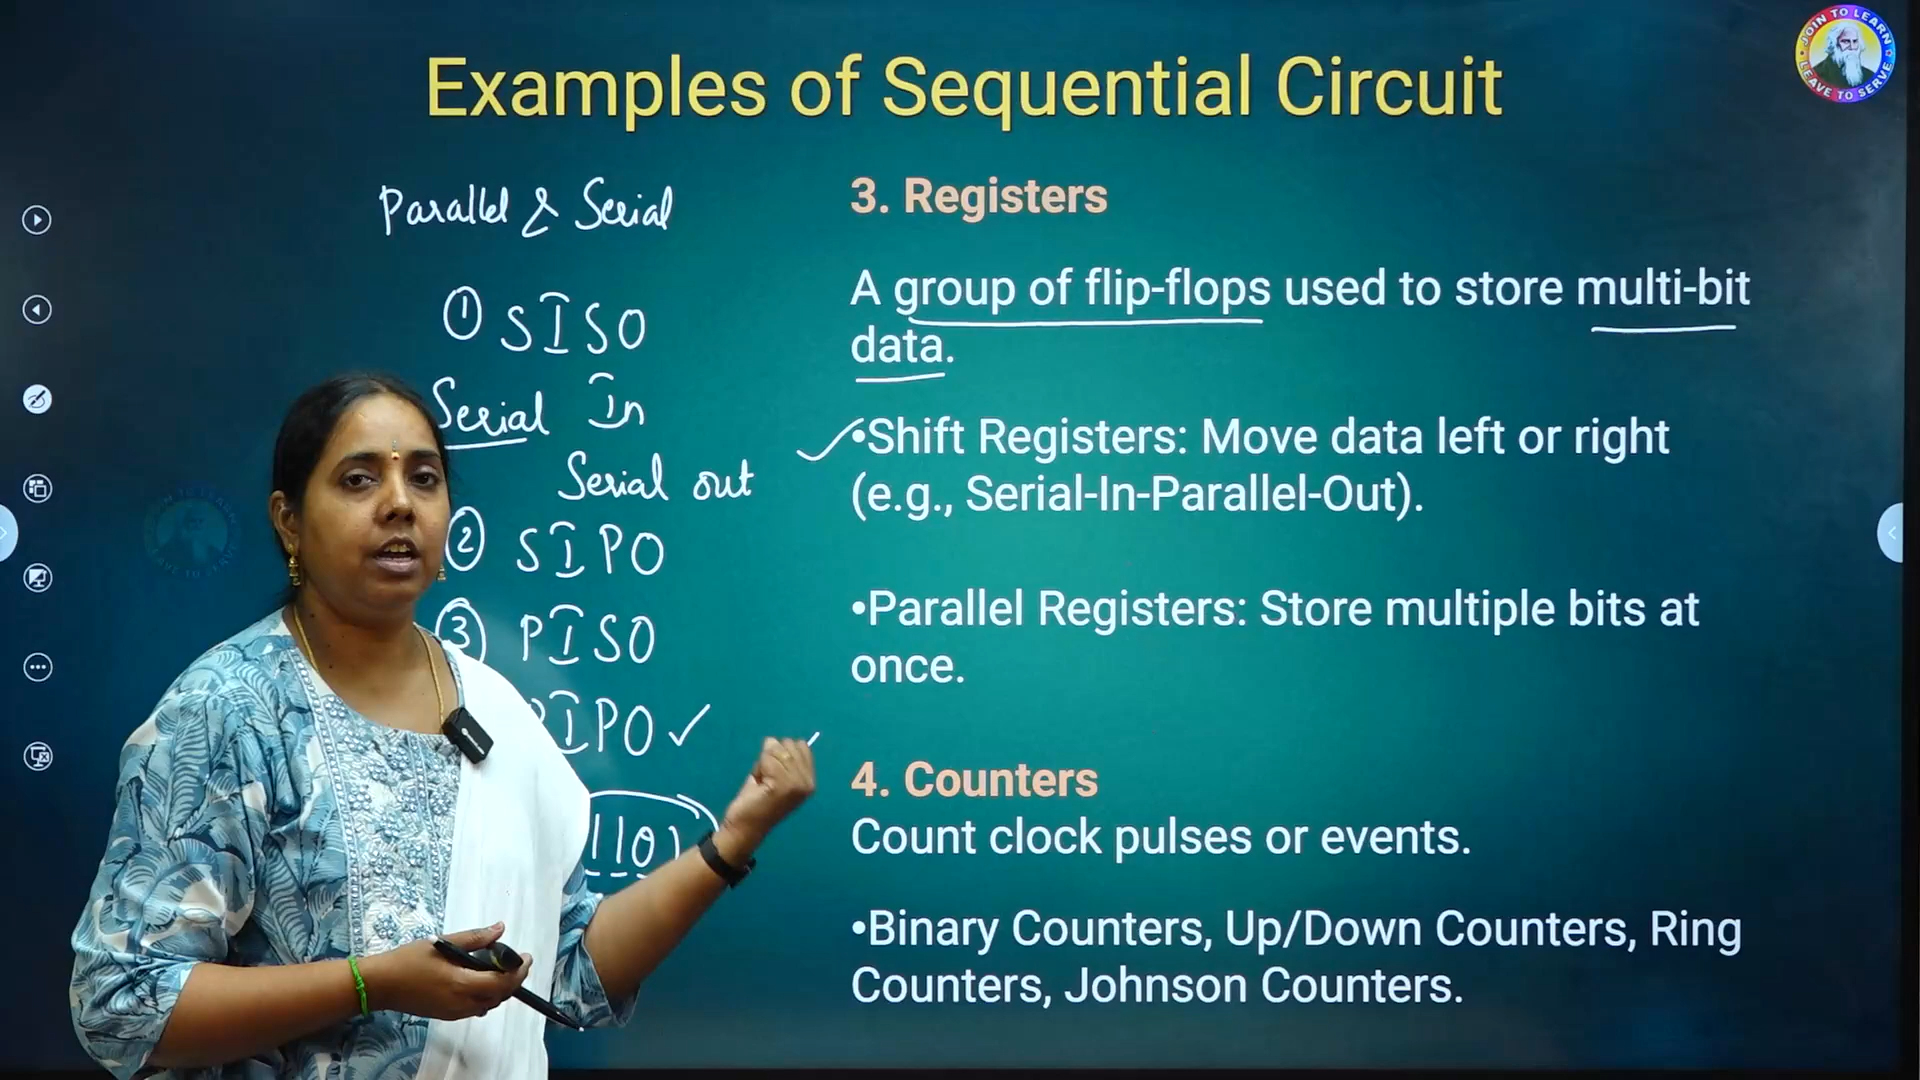 JOIN TO LEARN
LEAVE TO SERVE
Examples of Sequential Circuit
Parallel & Serial
① SISO
Serial In
Serial out
② SIPO
③ PISO
PIPO ✓
110
3. Registers
A group of flip-flops used to store multi-bit
data.
•Shift Registers: Move data left or right
(e.g., Serial-In-Parallel-Out).
•Parallel Registers: Store multiple bits at
once.
4. Counters
Count clock pulses or events.
•Binary Counters, Up/Down Counters, Ring
Counters, Johnson Counters.